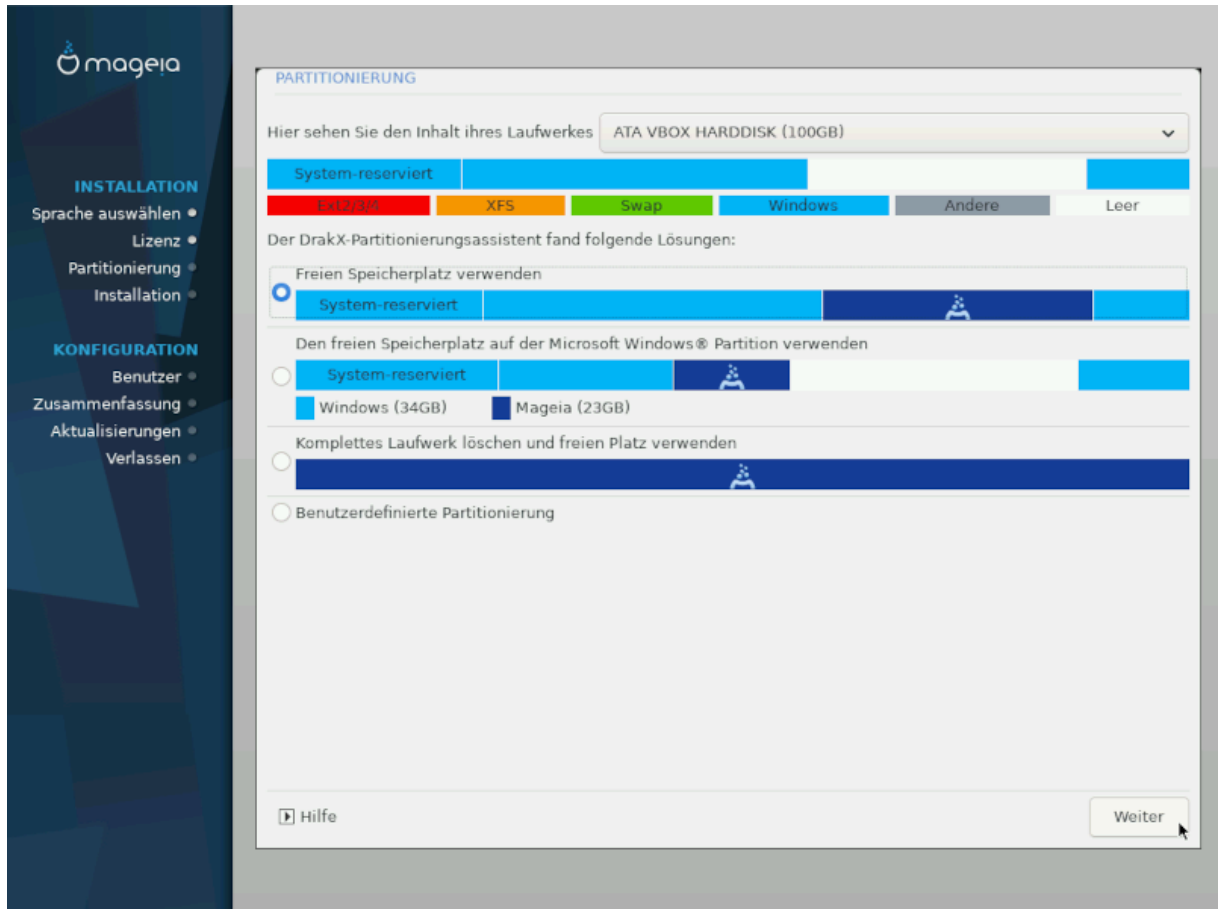 mageia
INSTALLATION
Sprache auswählen
Lizenz
Partitionierung
Installation
KONFIGURATION
Benutzer
Zusammenfassung
Aktualisierungen
Verlassen
PARTITIONIERUNG
Hier sehen Sie den Inhalt ihres Laufwerkes ATA VBOX HARDDISK (100GB)
System-reserviert
Ext2/3/4 XFS Swap Windows Andere Leer
Der DrakX-Partitionierungsassistent fand folgende Lösungen:
Freien Speicherplatz verwenden
System-reserviert
Den freien Speicherplatz auf der Microsoft Windows® Partition verwenden
System-reserviert
Windows (34GB) Mageia (23GB)
Komplettes Laufwerk löschen und freien Platz verwenden
Benutzerdefinierte Partitionierung
Hilfe
Weiter